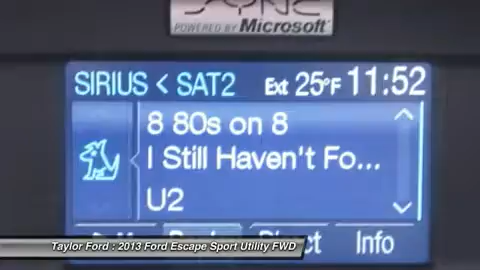 SYNC
POWERED BY Microsoft
SIRIUS < SAT2 Ext 25°F 11:52
8 80s on 8
I Still Haven't Fo...
U2
Info
Taylor Ford : 2013 Ford Escape Sport Utility FWD